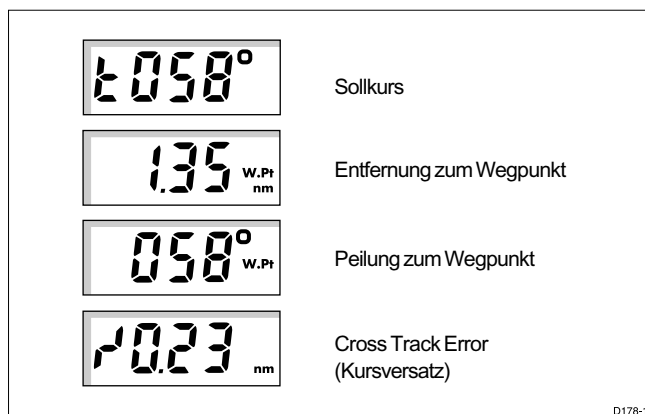 t058°
Sollkurs
1.35 W.Pt nm
Entfernung zum Wegpunkt
058° W.Pt
Peilung zum Wegpunkt
0.23 nm
Cross Track Error
(Kursversatz)